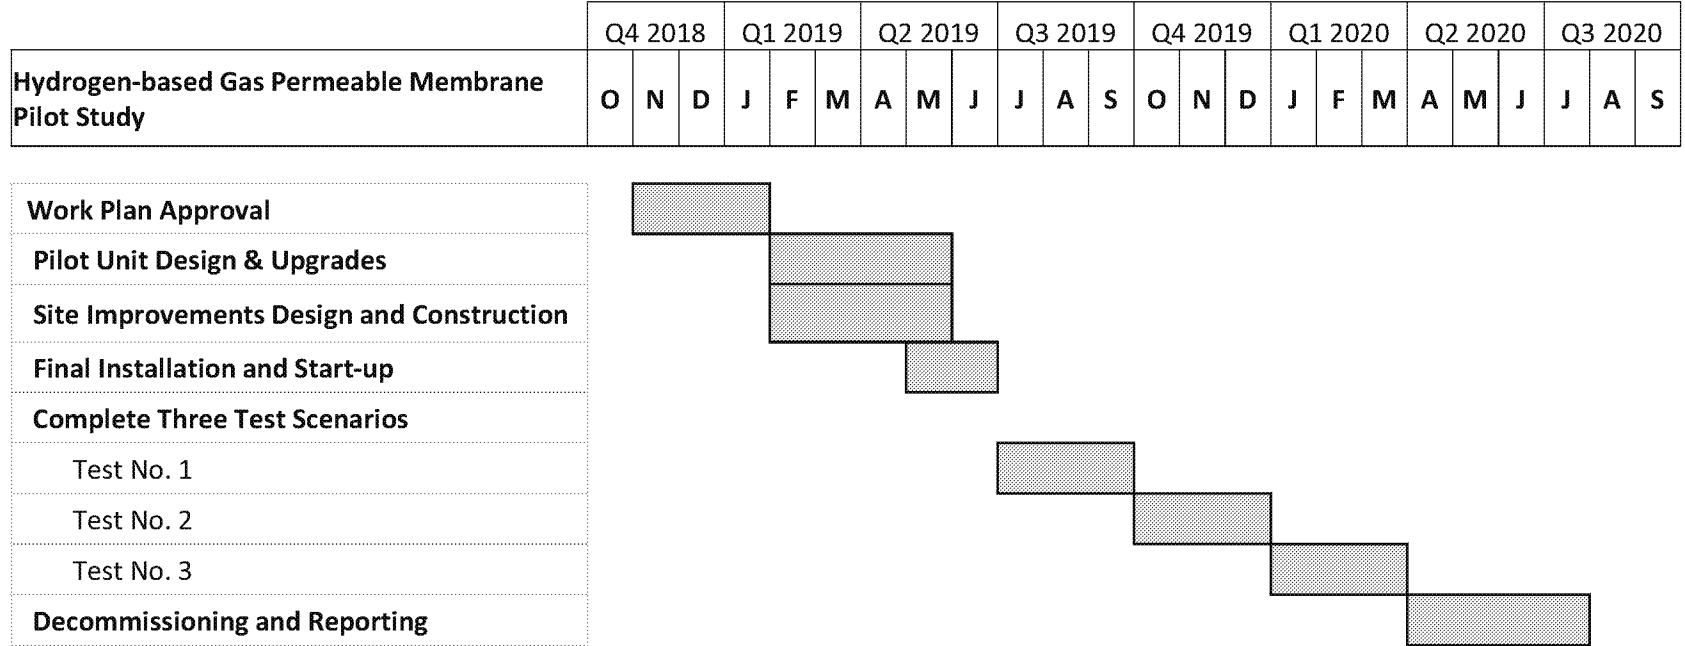 Q4 2018 Q1 2019 Q2 2019 Q3 2019 Q4 2019 Q1 2020 Q2 2020 Q3 2020
Hydrogen-based Gas Permeable Membrane
Pilot Study
O N D J F M A M J J A S O N D J F M A M J J A S
Work Plan Approval
Pilot Unit Design & Upgrades
Site Improvements Design and Construction
Final Installation and Start-up
Complete Three Test Scenarios
Test No. 1
Test No. 2
Test No. 3
Decommissioning and Reporting